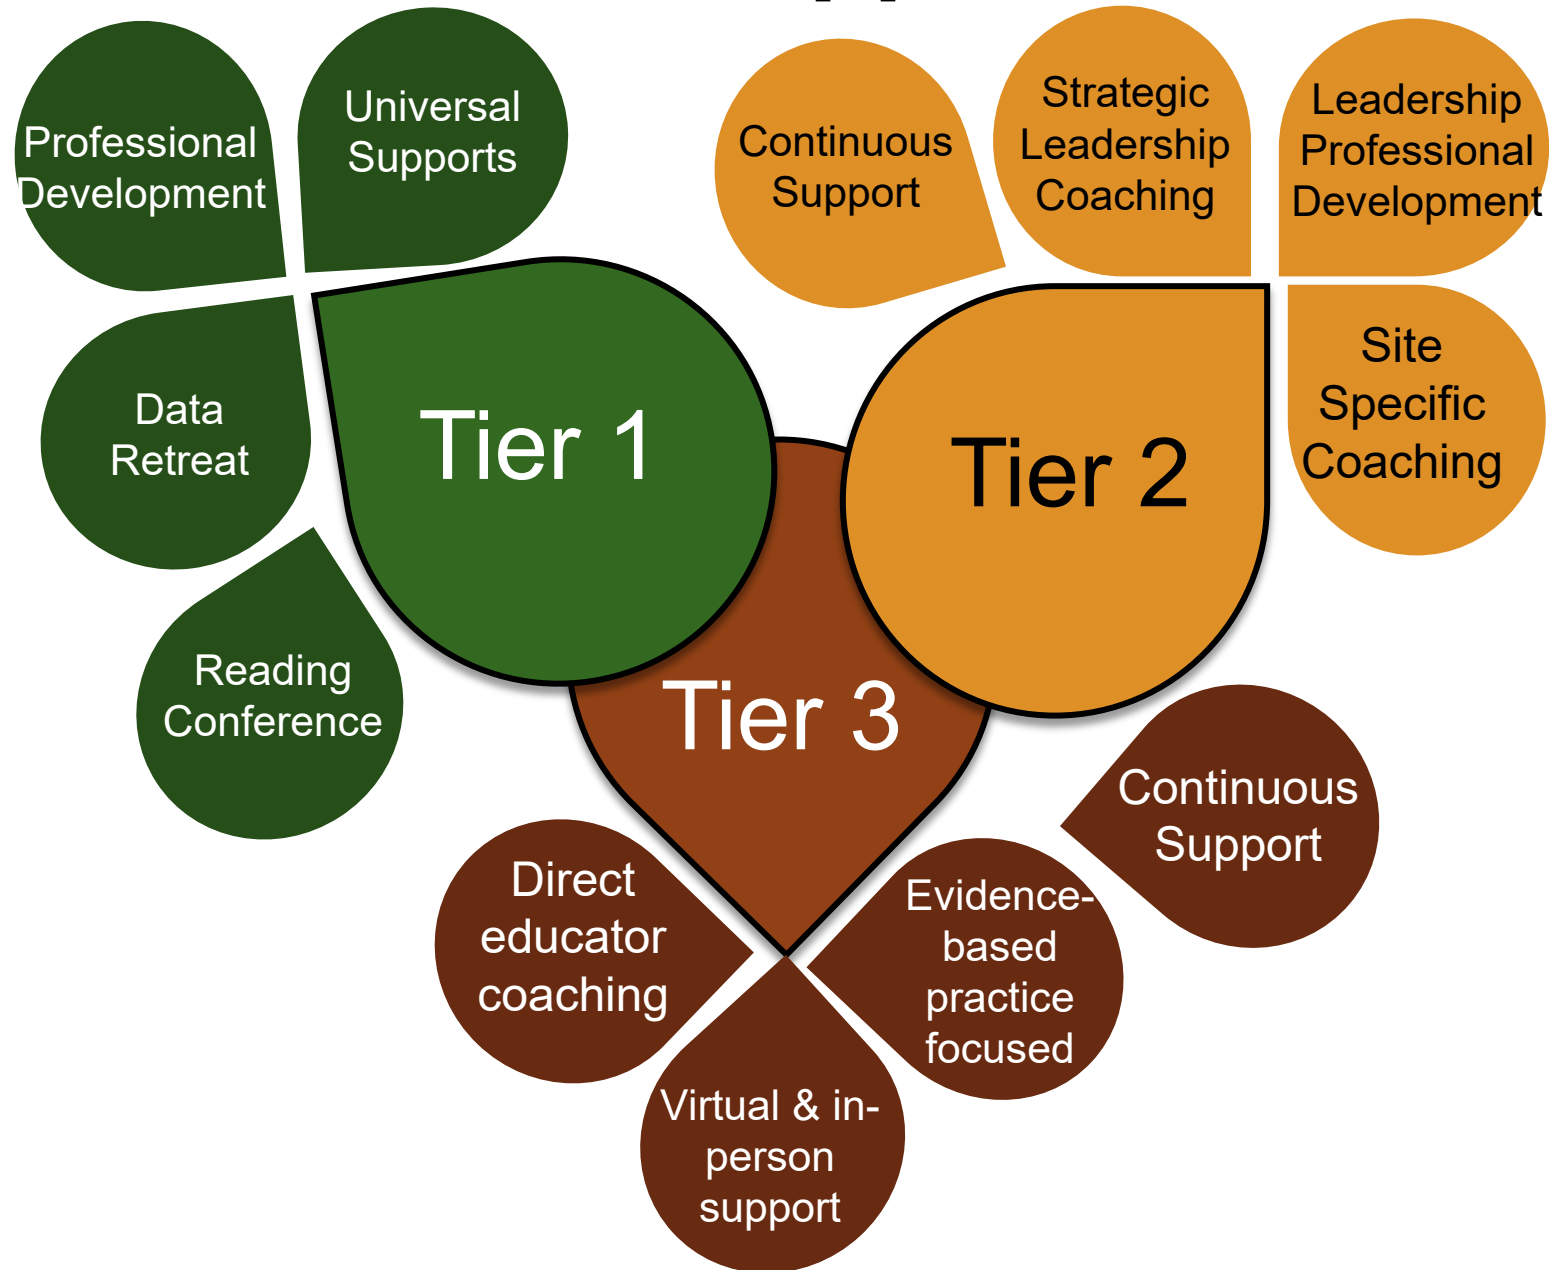 Professional
Development
Universal
Supports
Data
Retreat
Reading
Conference
Tier 1
Continuous
Support
Strategic
Leadership
Coaching
Leadership
Professional
Development
Site
Specific
Coaching
Tier 2
Tier 3
Direct
educator
coaching
Virtual & in-
person
support
Evidence-
based
practice
focused
Continuous
Support